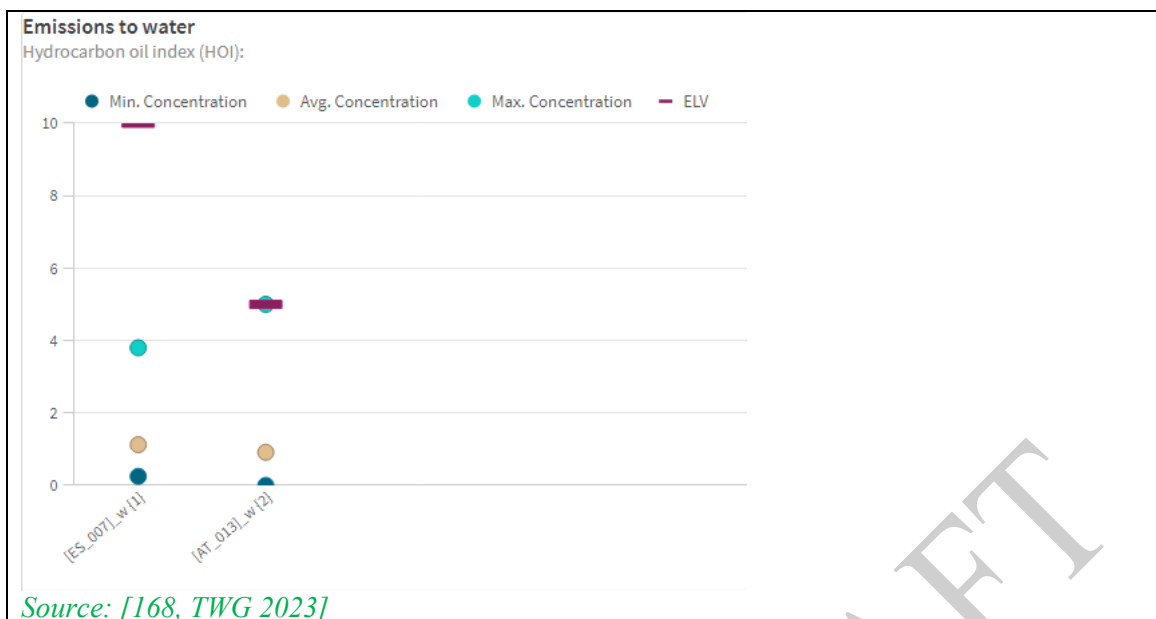 Emissions to water
Hydrocarbon oil index (HOI):
Min. Concentration Avg. Concentration Max. Concentration ELV
10
8
6
4
2
0
[ES_007]_w {1}
[AT_013]_w {2}
Source: [168, TWG 2023]
AFT